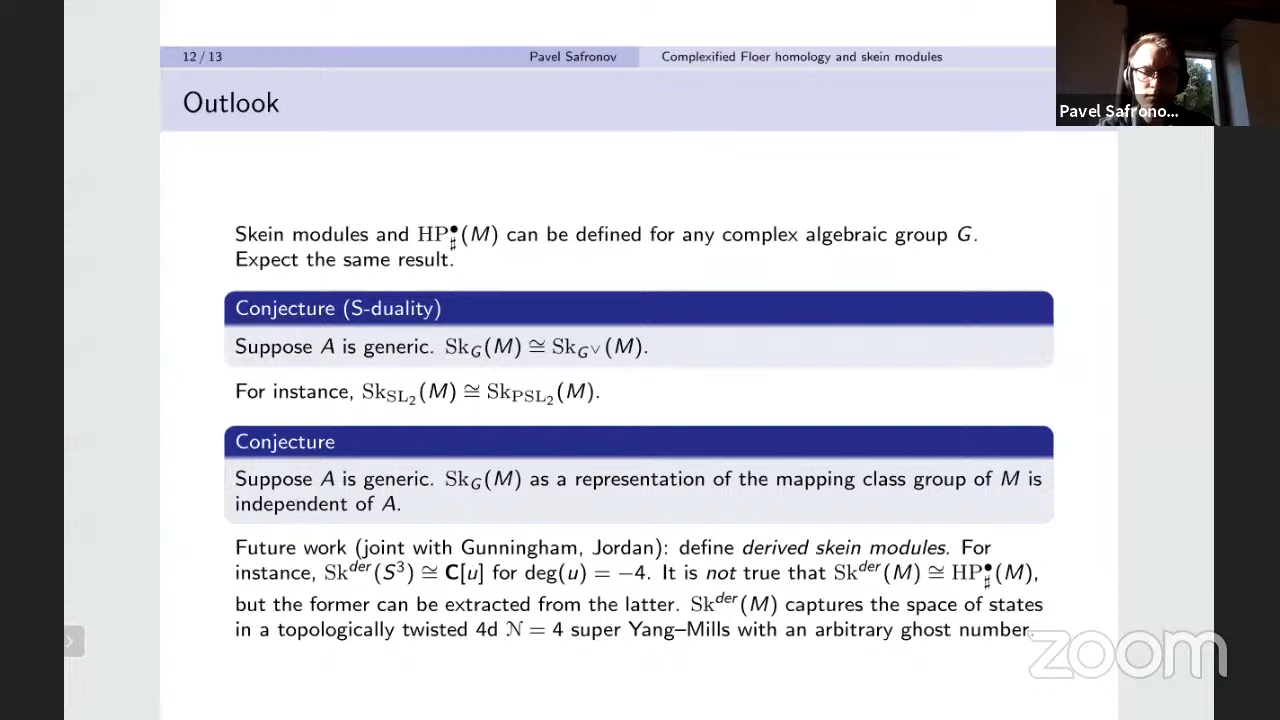 12 / 13 Pavel Safronov Complexified Floer homology and skein modules
Outlook
Pavel Safrono...
Skein modules and HP^•_♯(M) can be defined for any complex algebraic group G.
Expect the same result.
Conjecture (S-duality)
Suppose A is generic. Sk_G(M) ≅ Sk_{G^∨}(M).
For instance, Sk_{SL_2}(M) ≅ Sk_{PSL_2}(M).
Conjecture
Suppose A is generic. Sk_G(M) as a representation of the mapping class group of M is
independent of A.
Future work (joint with Gunningham, Jordan): define derived skein modules. For
instance, Sk^{der}(S^3) ≅ C[u] for deg(u) = −4. It is not true that Sk^{der}(M) ≅ HP^•_♯(M),
but the former can be extracted from the latter. Sk^{der}(M) captures the space of states
in a topologically twisted 4d N = 4 super Yang–Mills with an arbitrary ghost number.
zoom